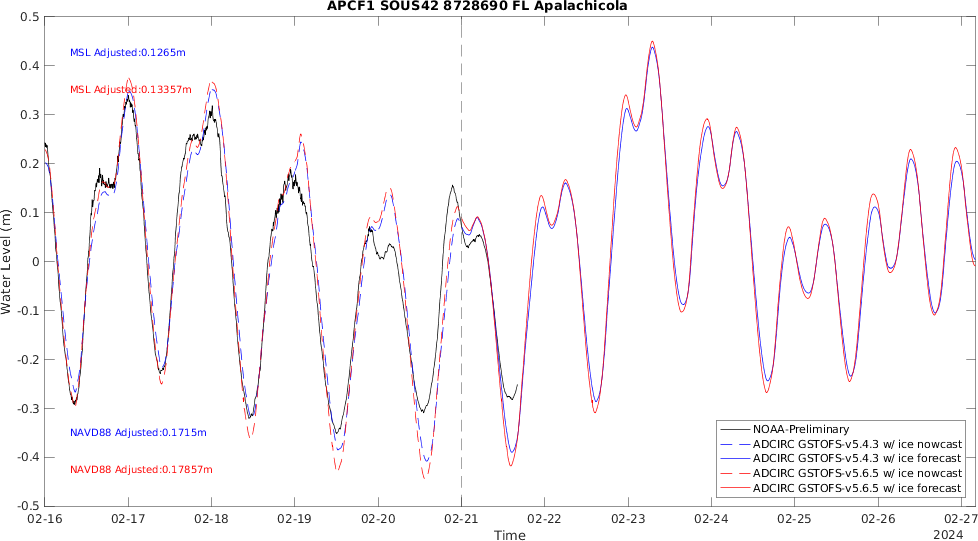 APCF1 SOUS42 8728690 FL Apalachicola
0.5
0.4
0.3
0.2
0.1
0
-0.1
-0.2
-0.3
-0.4
-0.5
Water Level (m)
MSL Adjusted:0.1265m
MSL Adjusted:0.13357m
NAVD88 Adjusted:0.1715m
NAVD88 Adjusted:0.17857m
NOAA-Preliminary
ADCIRC GSTOFS-v5.4.3 w/ ice nowcast
ADCIRC GSTOFS-v5.4.3 w/ ice forecast
ADCIRC GSTOFS-v5.6.5 w/ ice nowcast
ADCIRC GSTOFS-v5.6.5 w/ ice forecast
02-16 02-17 02-18 02-19 02-20 02-21 02-22 02-23 02-24 02-25 02-26 02-27
Time
2024